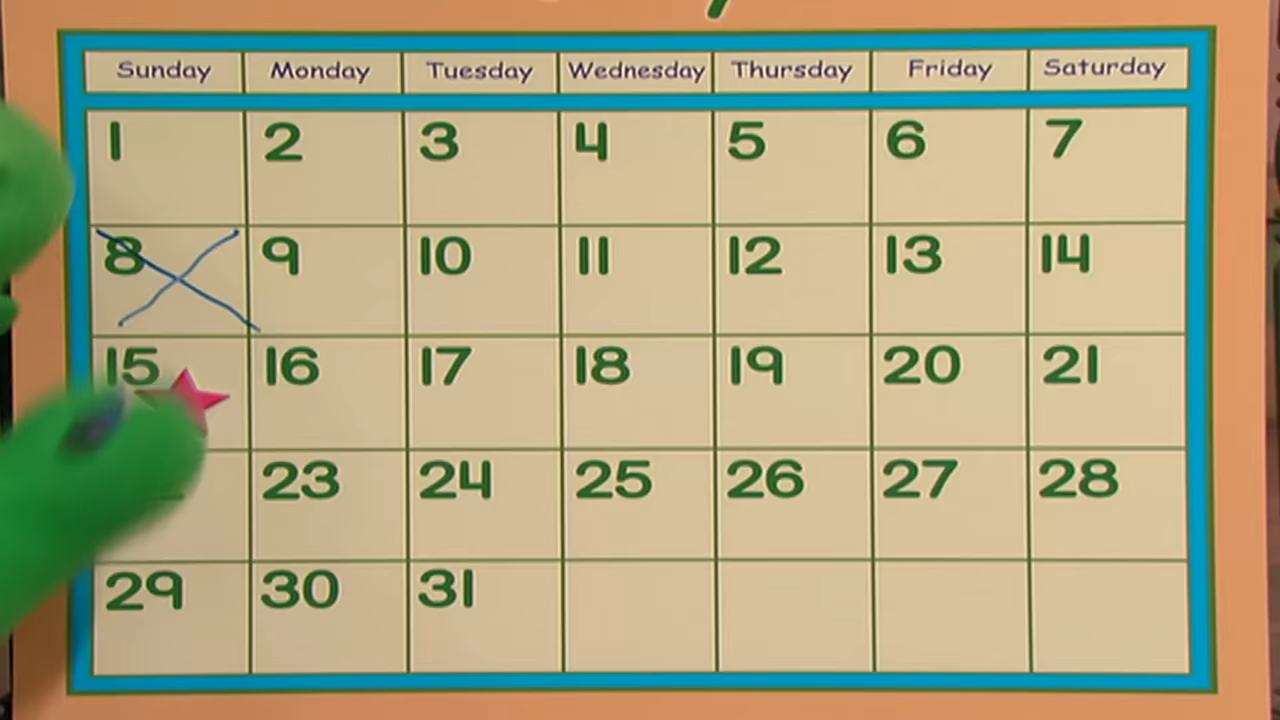 Sunday Monday Tuesday Wednesday Thursday Friday Saturday
1 2 3 4 5 6 7
8 9 10 11 12 13 14
15 16 17 18 19 20 21
23 24 25 26 27 28
29 30 31